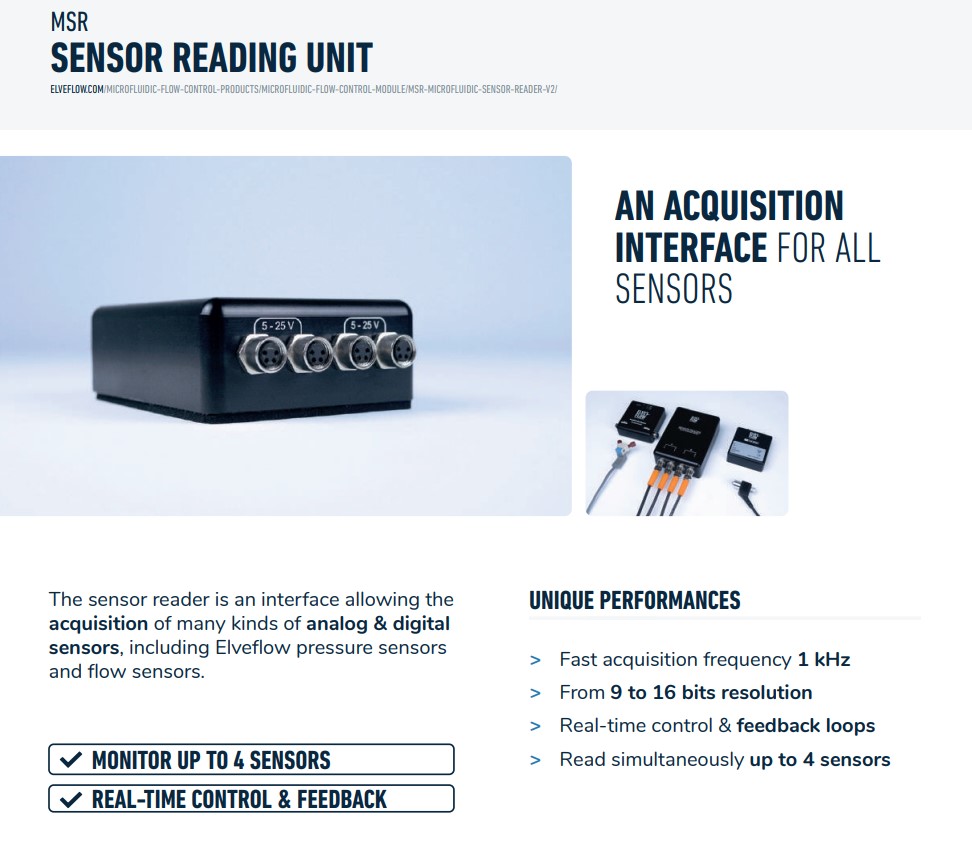 MSR
SENSOR READING UNIT
ELVEFLOW.COM/MICROFLUIDIC-FLOW-CONTROL-PRODUCTS/MICROFLUIDIC-FLOW-CONTROL-MODULE/MSR-MICROFLUIDIC-SENSOR-READER-V2/
5 - 25 V
5 - 25 V
AN ACQUISITION
INTERFACE FOR ALL
SENSORS
The sensor reader is an interface allowing the
acquisition of many kinds of analog & digital
sensors, including Elveflow pressure sensors
and flow sensors.
✓ MONITOR UP TO 4 SENSORS
✓ REAL-TIME CONTROL & FEEDBACK
UNIQUE PERFORMANCES
> Fast acquisition frequency 1 kHz
> From 9 to 16 bits resolution
> Real-time control & feedback loops
> Read simultaneously up to 4 sensors